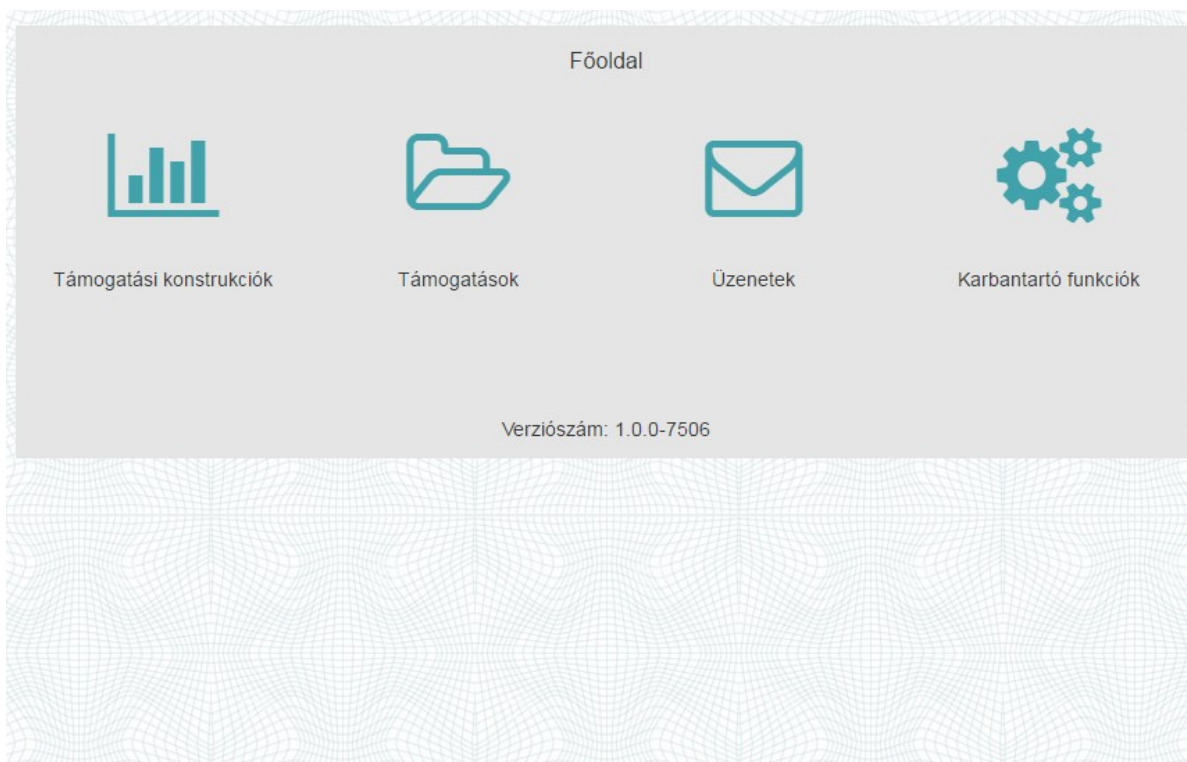 Főoldal
Támogatási konstrukciók
Támogatások
Üzenetek
Karbantartó funkciók
Verziószám: 1.0.0-7506